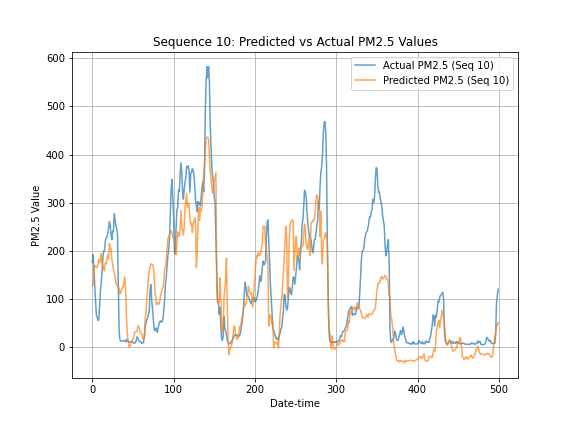 Sequence 10: Predicted vs Actual PM2.5 Values
Actual PM2.5 (Seq 10)
Predicted PM2.5 (Seq 10)
600
500
400
300
200
100
0
PM2.5 Value
0 100 200 300 400 500
Date-time